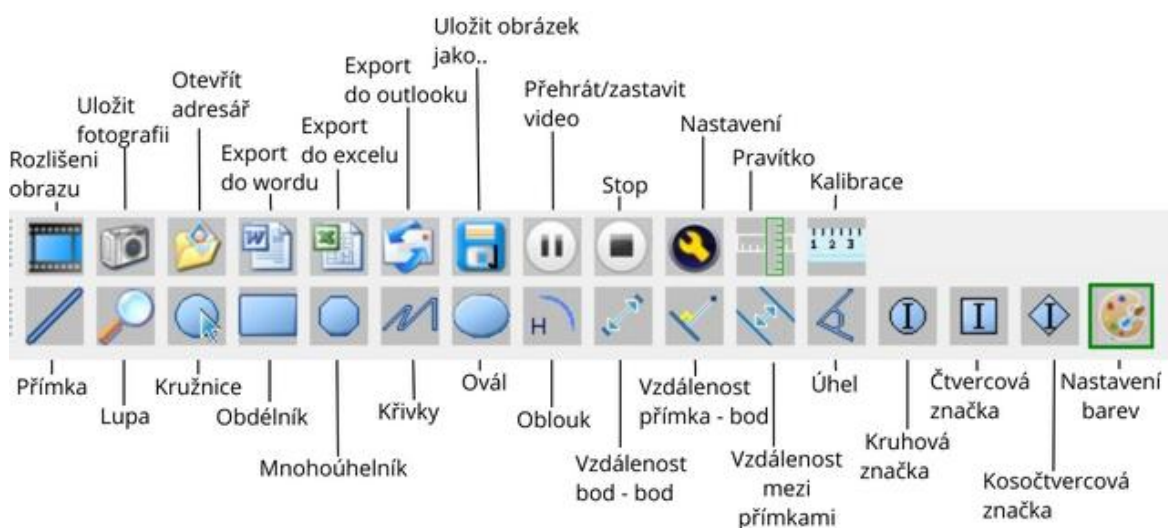 Uložit obrázek
jako..
Export
do outlooku
Otevřít
adresář
Přehrát/zastavit
video
Uložit
fotografii
Export
do excelu
Nastavení
Rozlišeni
obrazu
Export
do wordu
Pravítko
Stop
Kalibrace
W
X
1 2 3
H
I
I
I
Přímka
Lupa
Kružnice
Obdélník
Mnohoúhelník
Křivky
Ovál
Oblouk
Vzdálenost
bod - bod
Vzdálenost
přímka - bod
Vzdálenost
mezi
přímkami
Úhel
Kruhová
značka
Čtvercová
značka
Kosočtvercová
značka
Nastavení
barev